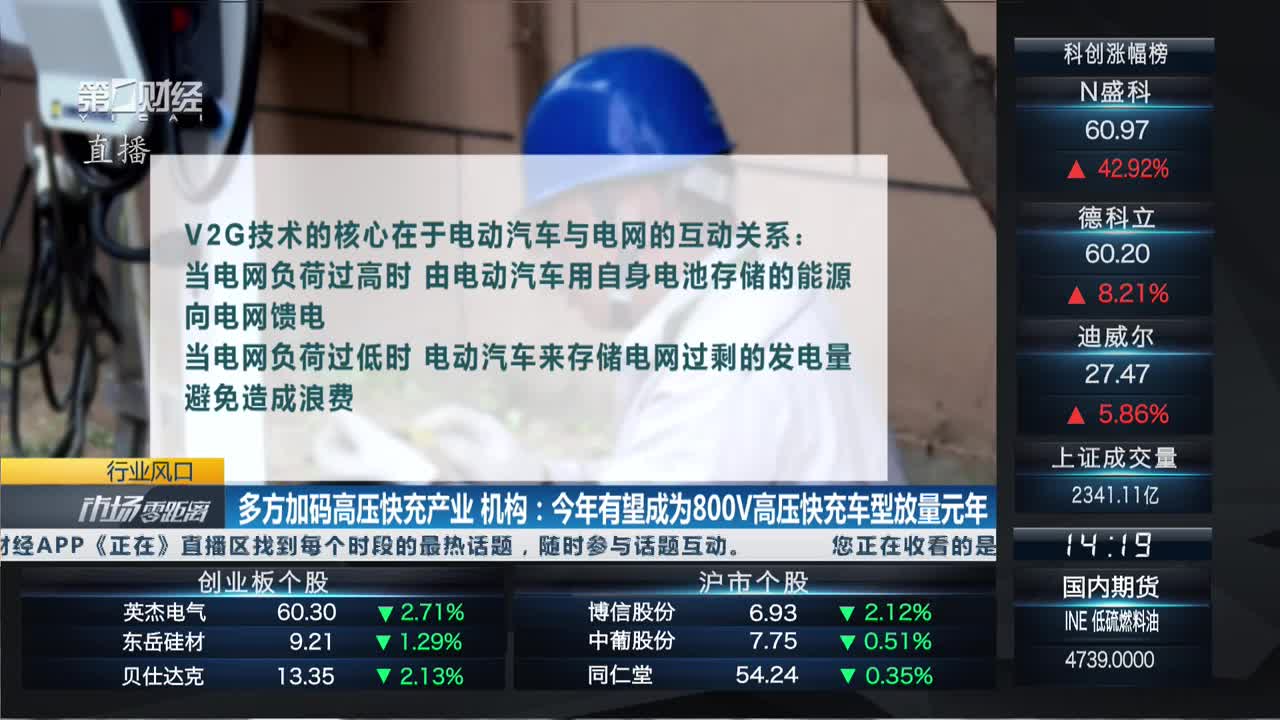 第一财经
YICAI
直播
V2G技术的核心在于电动汽车与电网的互动关系：
当电网负荷过高时 由电动汽车用自身电池存储的能源
向电网馈电
当电网负荷过低时 电动汽车来存储电网过剩的发电量
避免造成浪费
行业风口
市场零距离
多方加码高压快充产业 机构：今年有望成为800V高压快充车型放量元年
财经APP《正在》直播区找到每个时段的最热话题，随时参与话题互动。 您正在收看的是
创业板个股
英杰电气 60.30 ▼2.71%
东岳硅材 9.21 ▼1.29%
贝仕达克 13.35 ▼2.13%
沪市个股
博信股份 6.93 ▼2.12%
中葡股份 7.75 ▼0.51%
同仁堂 54.24 ▼0.35%
科创涨幅榜
N盛科
60.97
▲ 42.92%
德科立
60.20
▲ 8.21%
迪威尔
27.47
▲ 5.86%
上证成交量
2341.11亿
14:19
国内期货
INE 低硫燃料油
4739.0000